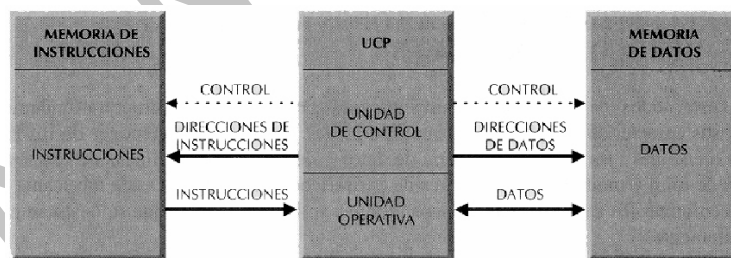 MEMORIA DE
INSTRUCCIONES
INSTRUCCIONES
CONTROL
DIRECCIONES DE
INSTRUCCIONES
INSTRUCCIONES
UCP
UNIDAD
DE CONTROL
UNIDAD
OPERATIVA
CONTROL
DIRECCIONES
DE DATOS
DATOS
MEMORIA
DE DATOS
DATOS